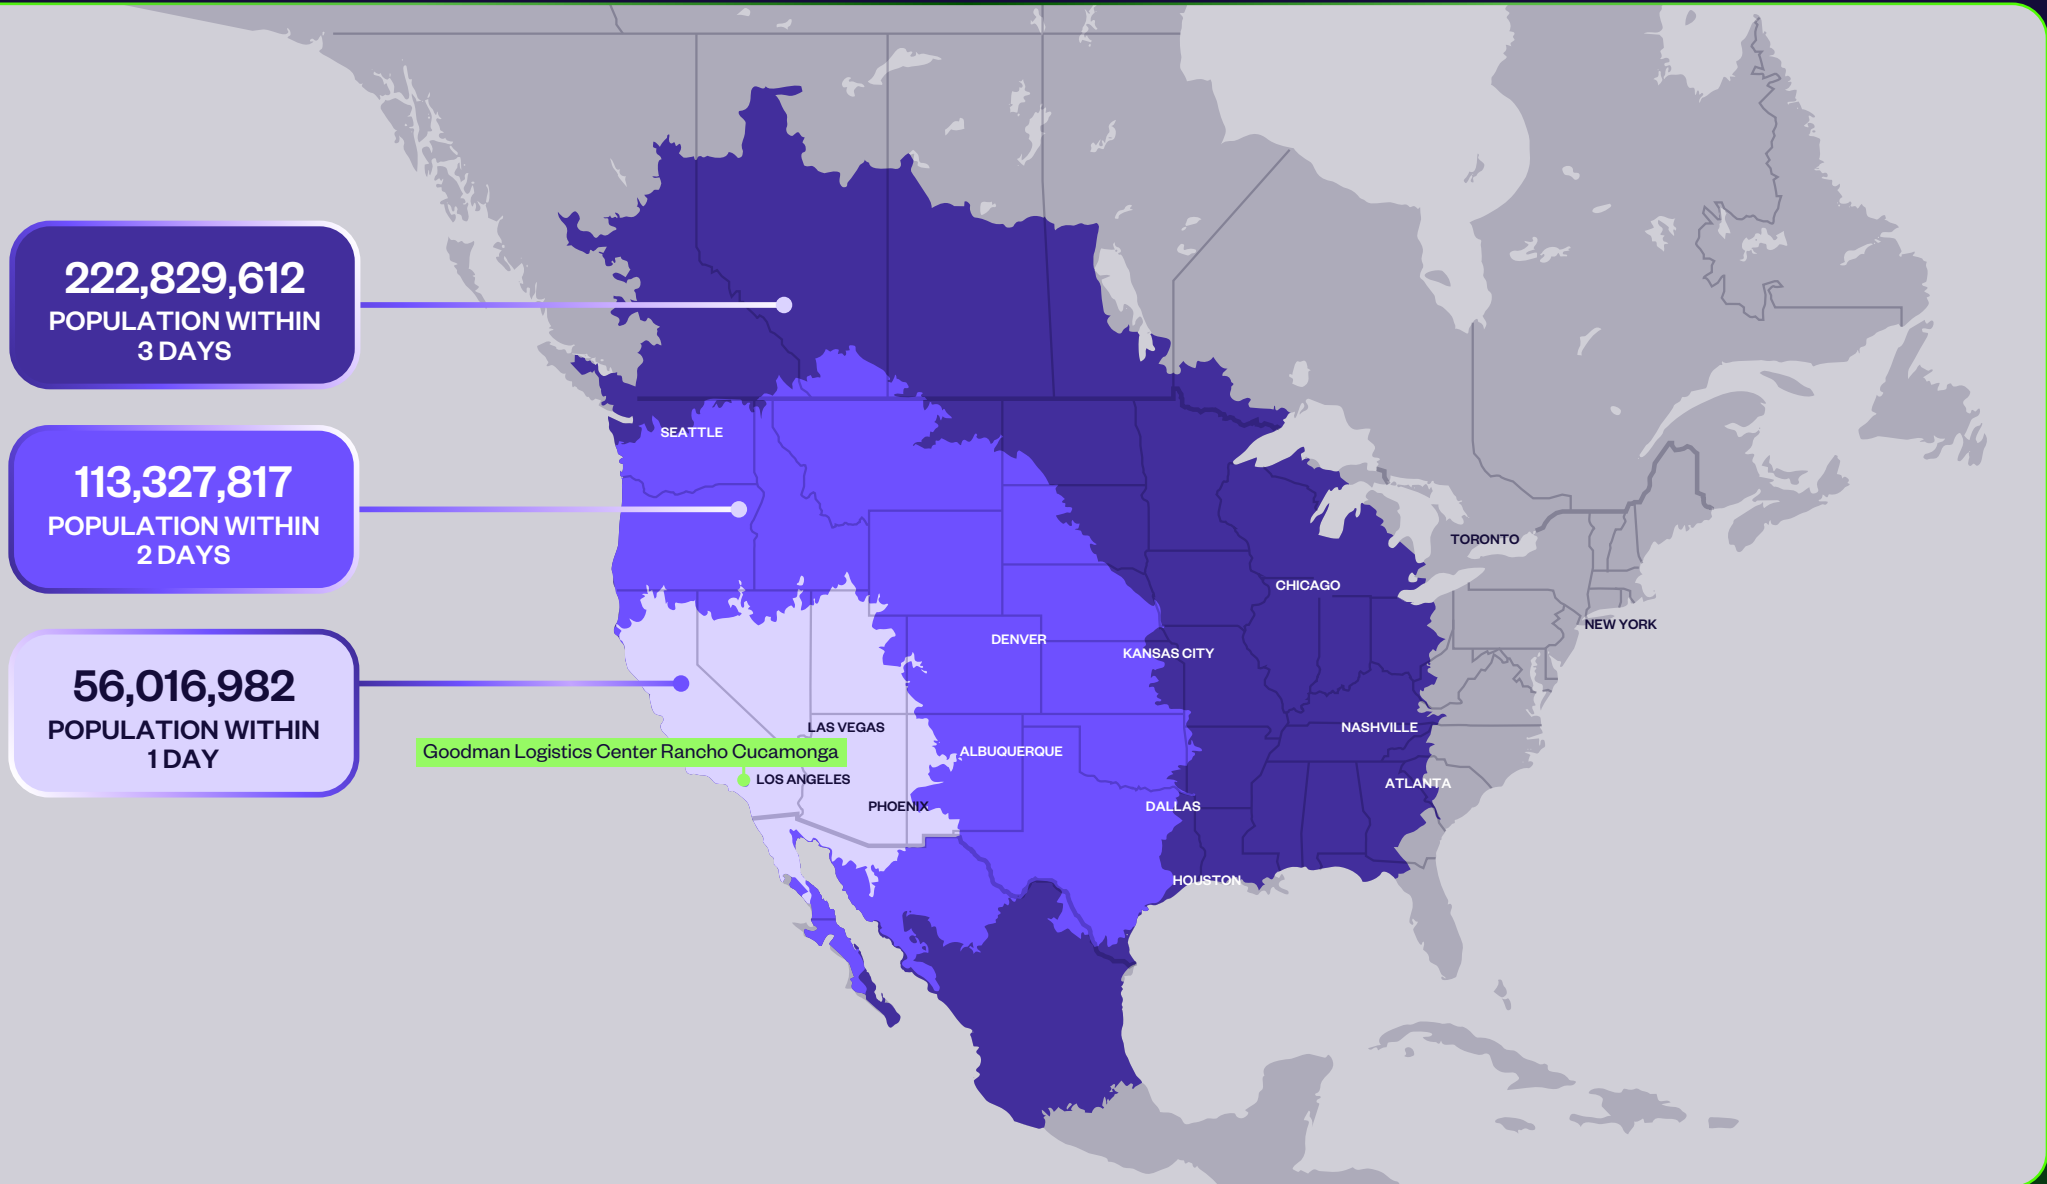 222,829,612
POPULATION WITHIN
3 DAYS
113,327,817
POPULATION WITHIN
2 DAYS
56,016,982
POPULATION WITHIN
1 DAY
SEATTLE
TORONTO
CHICAGO
NEW YORK
DENVER
KANSAS CITY
LAS VEGAS
NASHVILLE
Goodman Logistics Center Rancho Cucamonga
ALBUQUERQUE
LOS ANGELES
ATLANTA
PHOENIX
DALLAS
HOUSTON